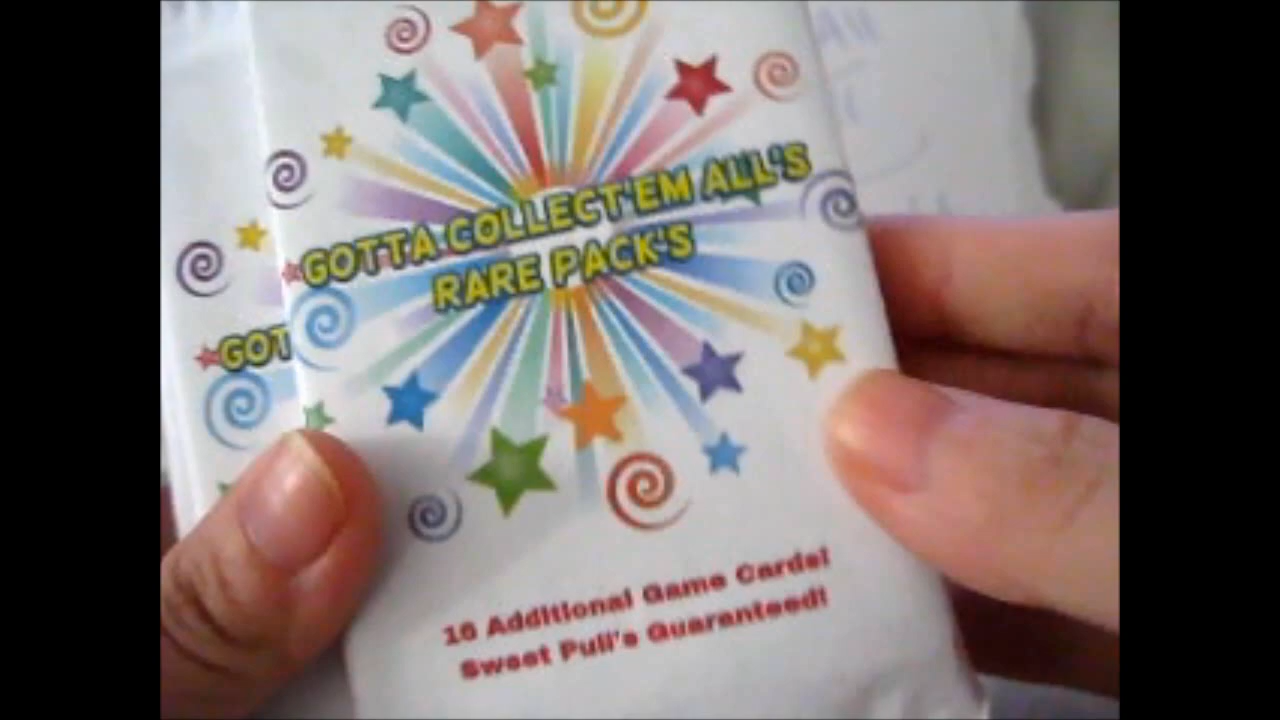 GOTTA COLLECT'EM ALL'S
RARE PACK'S
GOT
16 Additional Game Cards!
Sweet Pull's Guaranteed!